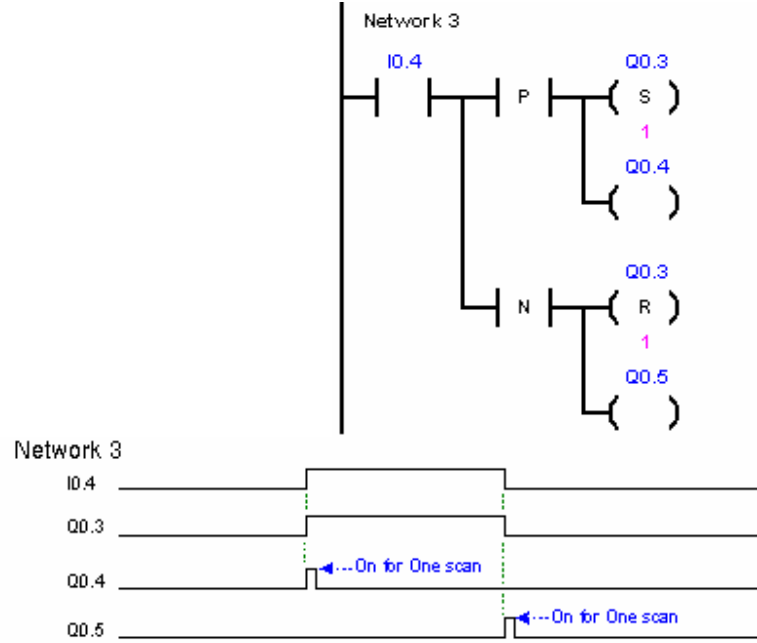 Network 3
I0.4 Q0.3
P S
1
Q0.4
Q0.3
N R
1
Q0.5
Network 3
I0.4
Q0.3
Q0.4 On for One scan
Q0.5 On for One scan